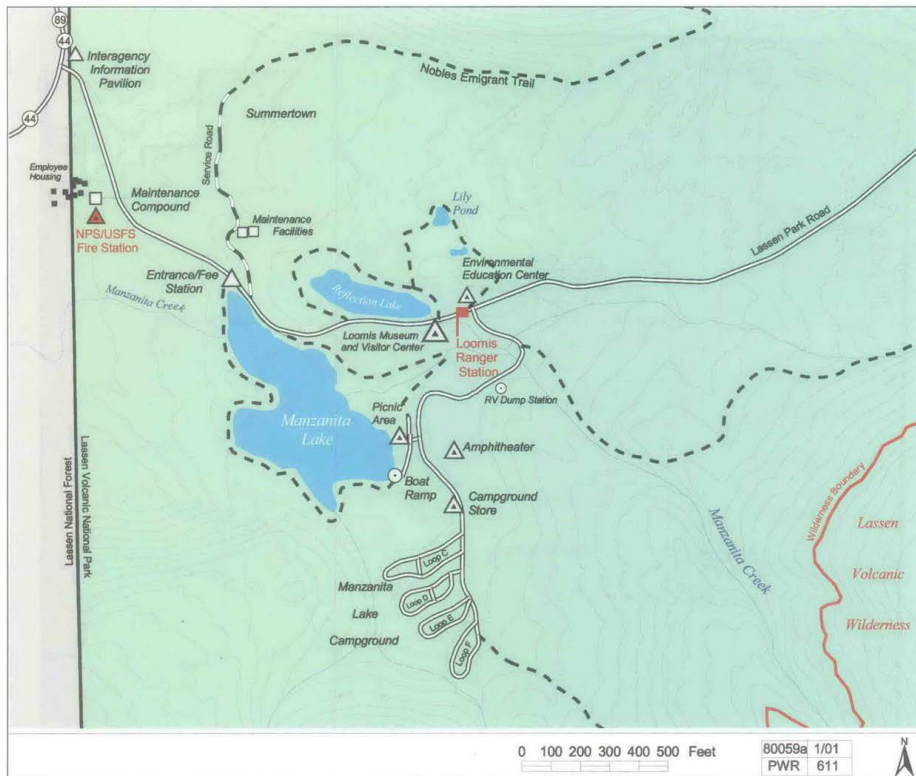 89
44
Interagency
Information
Pavilion
44
Nobles Emigrant Trail
Summertown
Service Road
Employee
Housing
Maintenance
Compound
NPS/USFS
Fire Station
Lily
Pond
Maintenance
Facilities
Lassen Park Road
Environmental
Education Center
Entrance/Fee
Station
Manzanita Creek
Reflection Lake
Loomis Museum
and Visitor Center
Loomis
Ranger
Station
RV Dump Station
Picnic
Area
Manzanita
Lake
Amphitheater
Boat
Ramp
Campground
Store
Lassen National Forest
Lassen Volcanic National Park
Wilderness Boundary
Lassen
Volcanic
Wilderness
Manzanita Creek
Loop C
Manzanita
Lake
Campground
Loop D
Loop E
Loop F
0 100 200 300 400 500 Feet
80059a 1/01
PWR 611
N